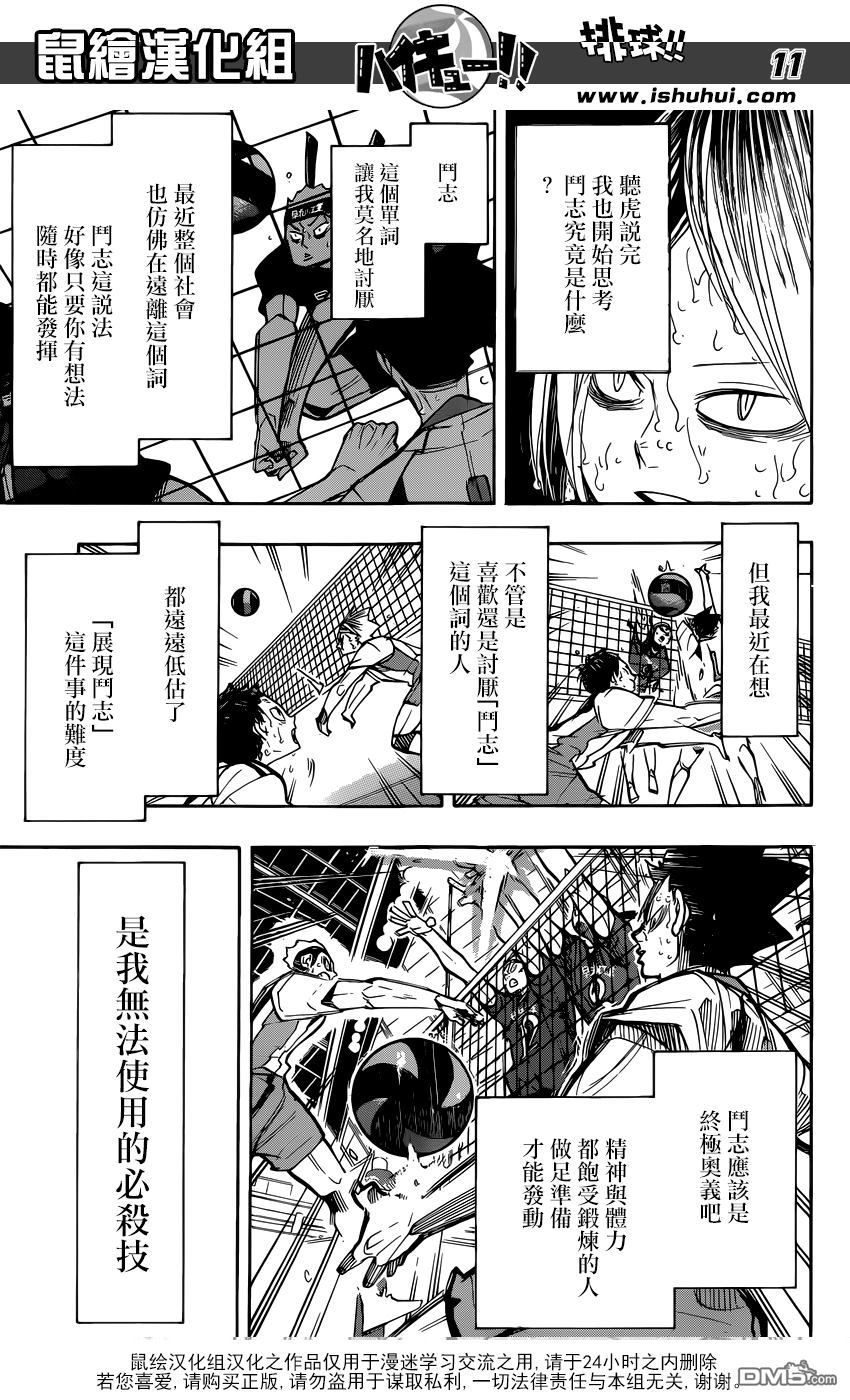 鼠繪漢化組
ハイキュー!!
排球!!
11
www.ishuhui.com
聽虎説完
我也開始思考
鬥志究竟是什麼
?
鬥志
這個單詞
讓我莫名地討厭
最近整個社會
也仿佛在遠離這個詞
鬥志這説法
好像只要你有想法
隨時都能發揮
但我最近在想
不管是
喜歡還是討厭「鬥志」
這個詞的人
都遠遠低估了
「展現鬥志」
這件事的難度
鬥志應該是
終極奧義吧
精神與體力
都飽受鍛煉的人
做足準備
才能發動
是我無法使用的必殺技
鼠绘汉化组汉化之作品仅用于漫迷学习交流之用, 请于24小时之内删除
若您喜爱, 请购买正版, 请勿用于谋取私利, 一切法律责任与本组无关, 谢谢。
DM5.com